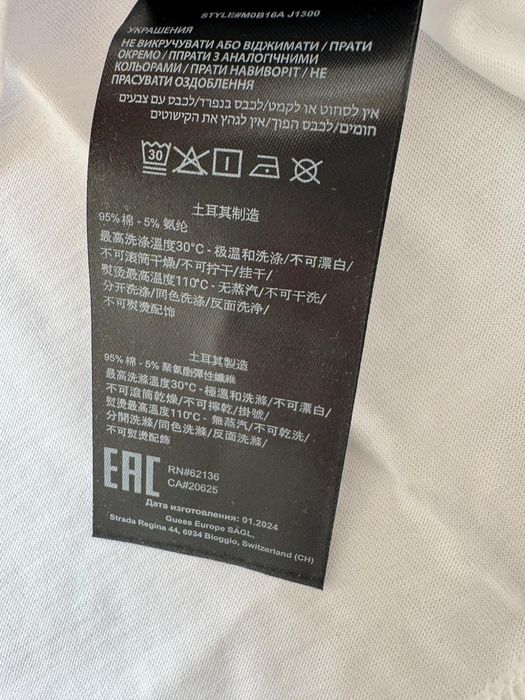 STYLE#M0B16A J1300
УКРАШЕНИЯ
НЕ ВИКРУЧУВАТИ АБО ВІДЖИМАТИ / ПРАТИ
ОКРЕМО / ППРАТИ З АНАЛОГІЧНИМИ
КОЛЬОРАМИ / ПРАТИ НАВИВОРІТ / НЕ
ПРАСУВАТИ ОЗДОБЛЕННЯ
אין לסחוט או לקמט/לכבס בנפרד/לכבס עם צבעים
חומים/לכבס הפוך/אין לגהץ את הקישוטים
30
土耳其制造
95% 棉 - 5% 氨纶
最高洗涤温度30°C - 极温和洗涤/不可漂白/
不可滚筒干燥/不可拧干/挂干/
熨烫最高温度110°C - 无蒸汽/不可干洗/
分开洗涤/同色洗涤/反面洗净/
不可熨烫配饰
土耳其製造
95% 棉 - 5% 聚氨酯彈性纖維
最高洗滌溫度30°C - 極溫和洗滌/不可漂白/
不可滾筒乾燥/不可擰乾/掛號/
熨燙最高溫度110°C - 無蒸汽/不可乾洗/
分開洗滌/同色洗滌/反面洗滌/
不可熨燙配飾
EAC
RN#62136
CA#20625
Дата изготовления: 01.2024
Guess Europe SAGL,
Strada Regina 44, 6934 Bioggio, Switzerland (CH)